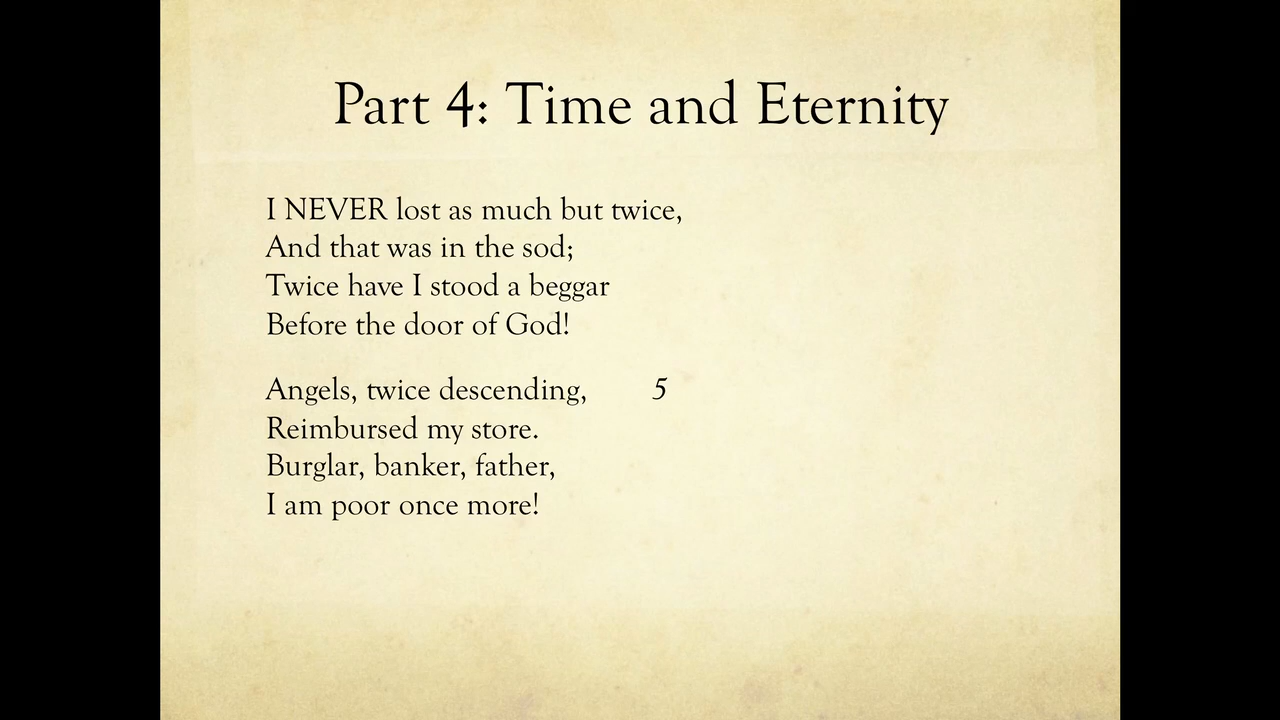 Part 4: Time and Eternity
I NEVER lost as much but twice,
And that was in the sod;
Twice have I stood a beggar
Before the door of God!
Angels, twice descending, 5
Reimbursed my store.
Burglar, banker, father,
I am poor once more!